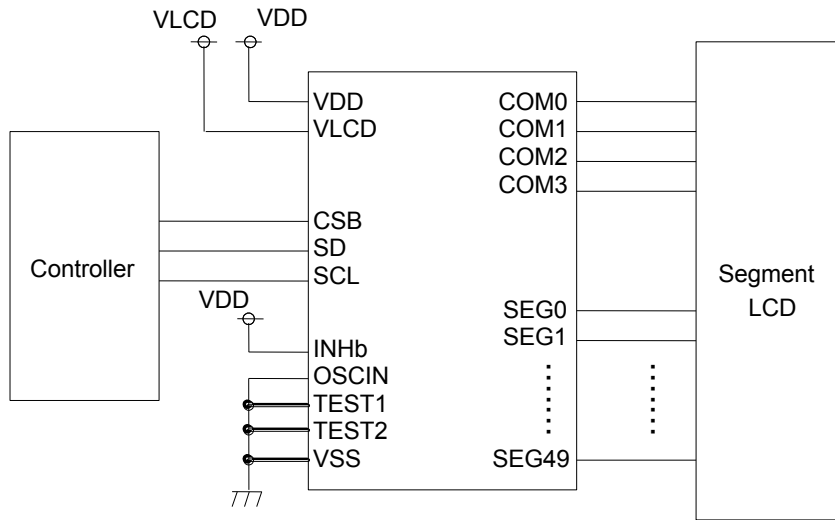 VLCD VDD
VDD
VLCD
CSB
SD
SCL
Controller
VDD
INHb
OSCIN
TEST1
TEST2
VSS
COM0
COM1
COM2
COM3
SEG0
SEG1
SEG49
Segment
LCD